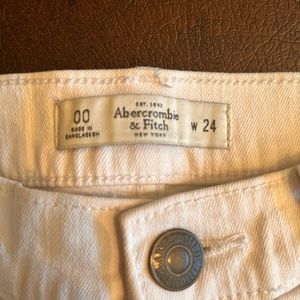 EST. 1892
00
Abercrombie
& Fitch
W 24
MADE IN
BANGLADESH
NEW YORK